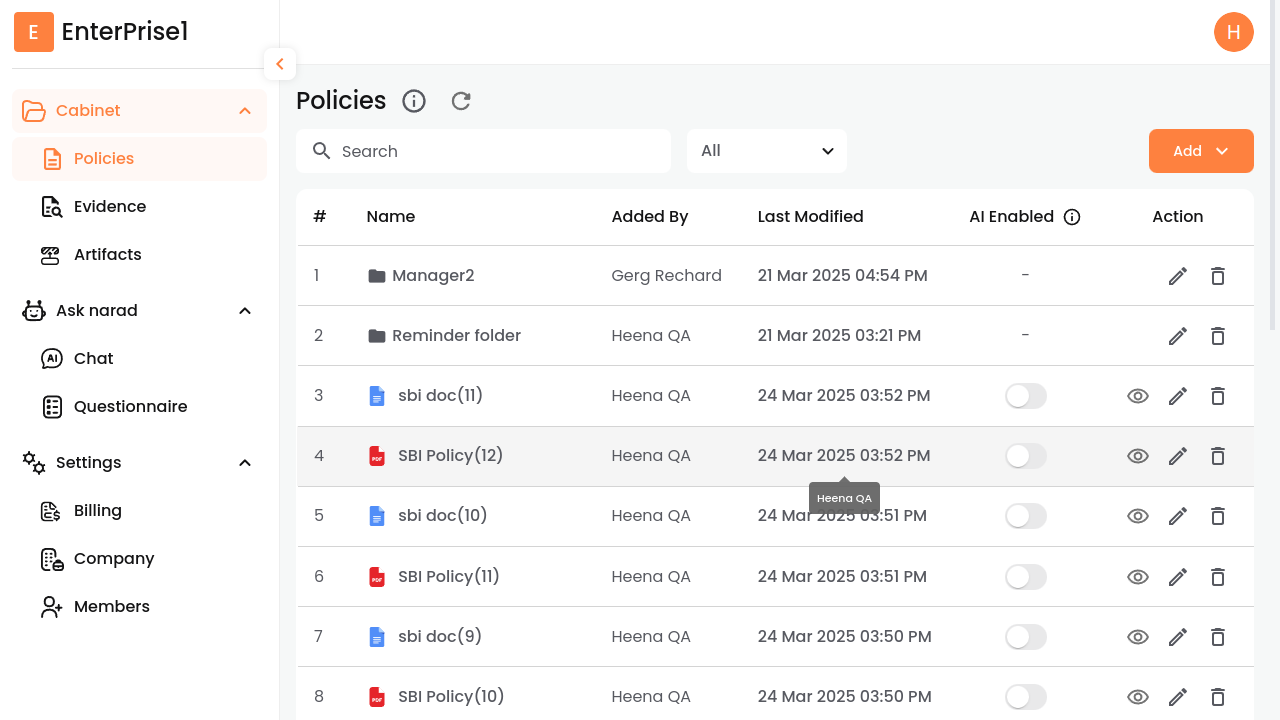 E EnterPrise1
H
Cabinet
Policies
Evidence
Artifacts
Ask narad
AI Chat
Questionnaire
Settings
Billing
Company
Members
Policies
Search
All
Add
# Name Added By Last Modified AI Enabled Action
1 Manager2 Gerg Rechard 21 Mar 2025 04:54 PM -
2 Reminder folder Heena QA 21 Mar 2025 03:21 PM -
3 sbi doc(11) Heena QA 24 Mar 2025 03:52 PM
4 PDF SBI Policy(12) Heena QA 24 Mar 2025 03:52 PM
Heena QA
5 sbi doc(10) Heena QA 24 Mar 2025 03:51 PM
6 PDF SBI Policy(11) Heena QA 24 Mar 2025 03:51 PM
7 sbi doc(9) Heena QA 24 Mar 2025 03:50 PM
8 PDF SBI Policy(10) Heena QA 24 Mar 2025 03:50 PM